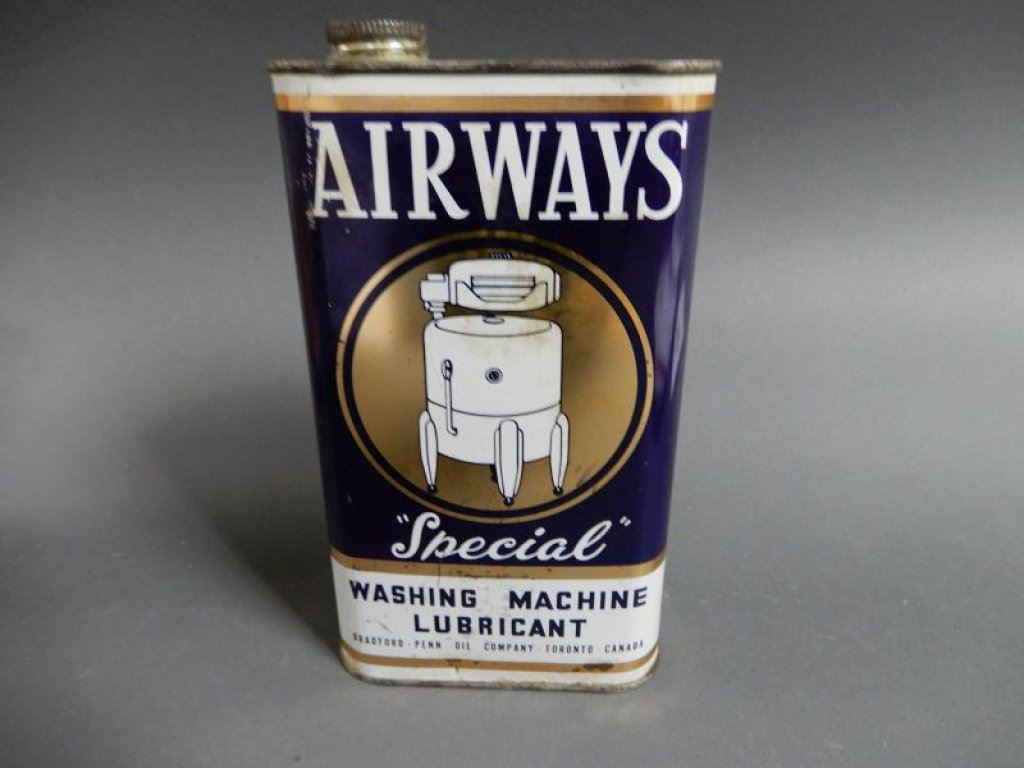 AIRWAYS
"Special"
WASHING MACHINE
LUBRICANT
BRADFORD - PENN OIL COMPANY - TORONTO - CANADA